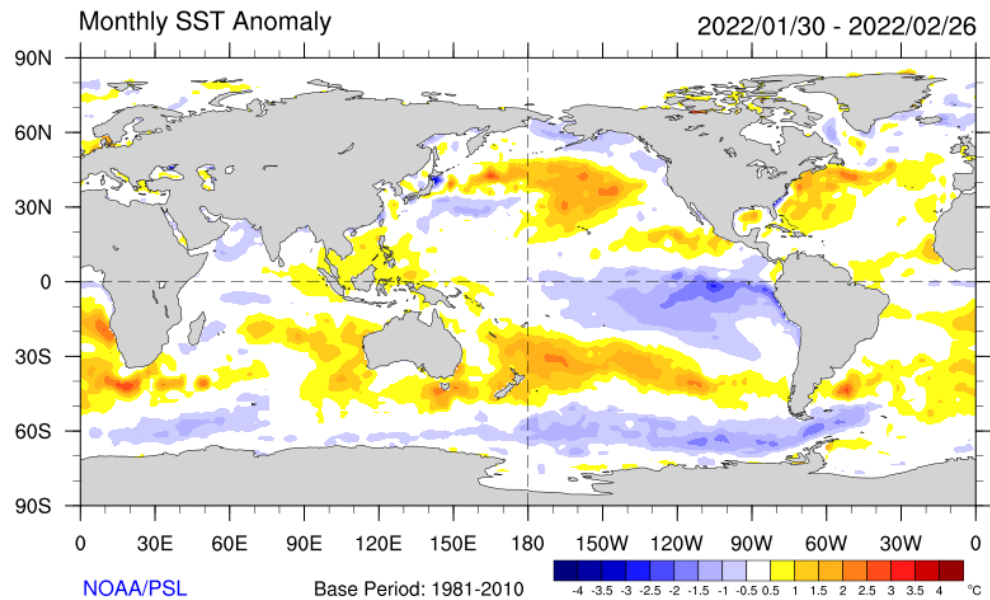 Monthly SST Anomaly 2022/01/30 - 2022/02/26
90N
60N
30N
0
30S
60S
90S
0 30E 60E 90E 120E 150E 180 150W 120W 90W 60W 30W 0
NOAA/PSL Base Period: 1981-2010
-4 -3.5 -3 -2.5 -2 -1.5 -1 -0.5 0.5 1 1.5 2 2.5 3 3.5 4 °C